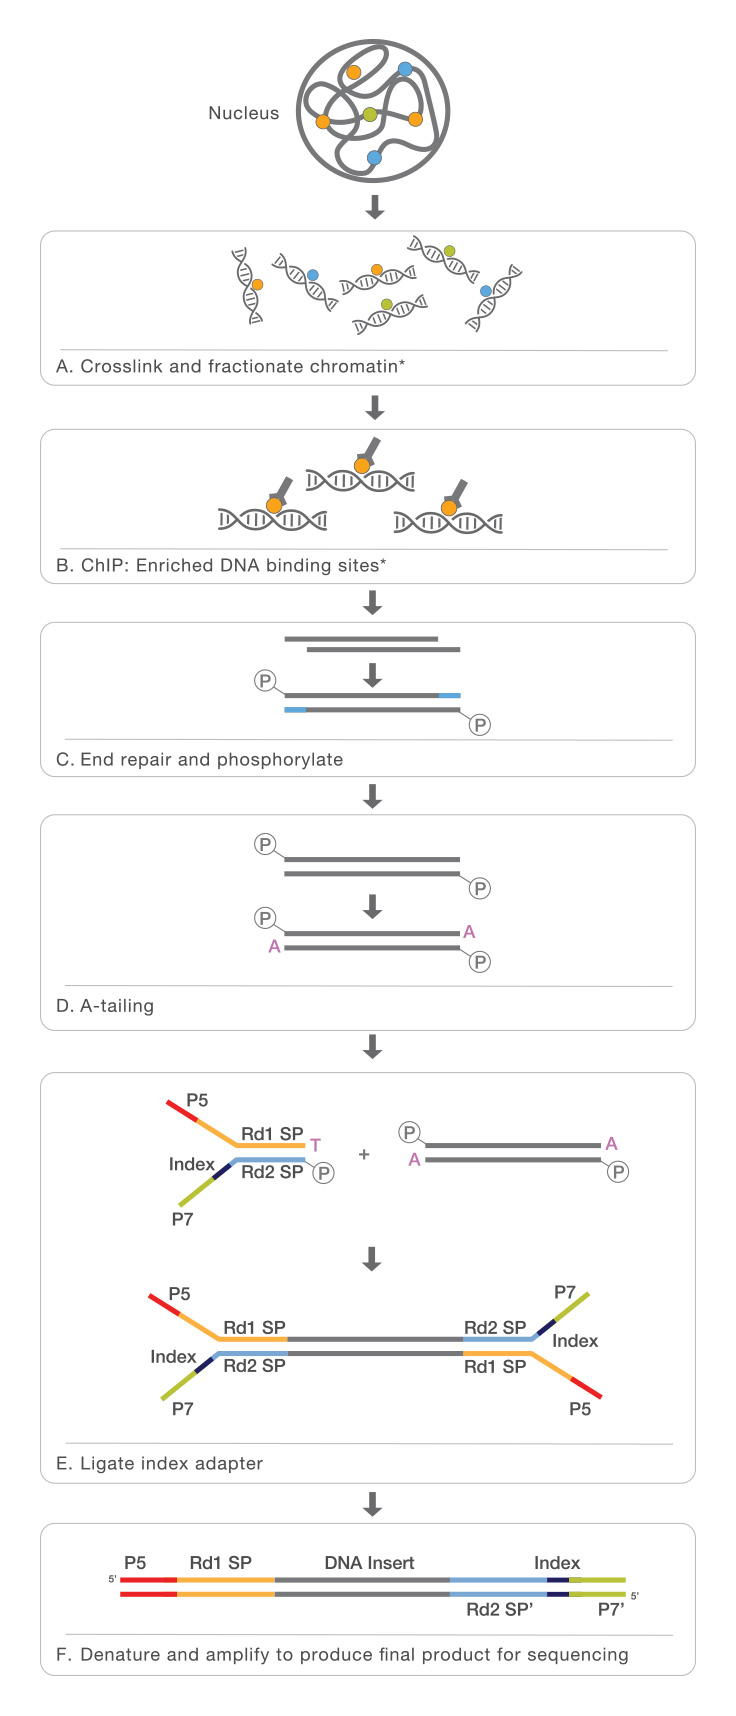 Nucleus
A. Crosslink and fractionate chromatin*
B. ChIP: Enriched DNA binding sites*
P
P
C. End repair and phosphorylate
P
P
P
A
A
P
D. A-tailing
P5
Rd1 SP T
Index
Rd2 SP P
P7
+
P
A
A
P
P5
P7
Rd1 SP
Rd2 SP
Index
Index
Rd2 SP
Rd1 SP
P7
P5
E. Ligate index adapter
P5 Rd1 SP DNA Insert Index
5'
5'
Rd2 SP’ P7’
F. Denature and amplify to produce final product for sequencing